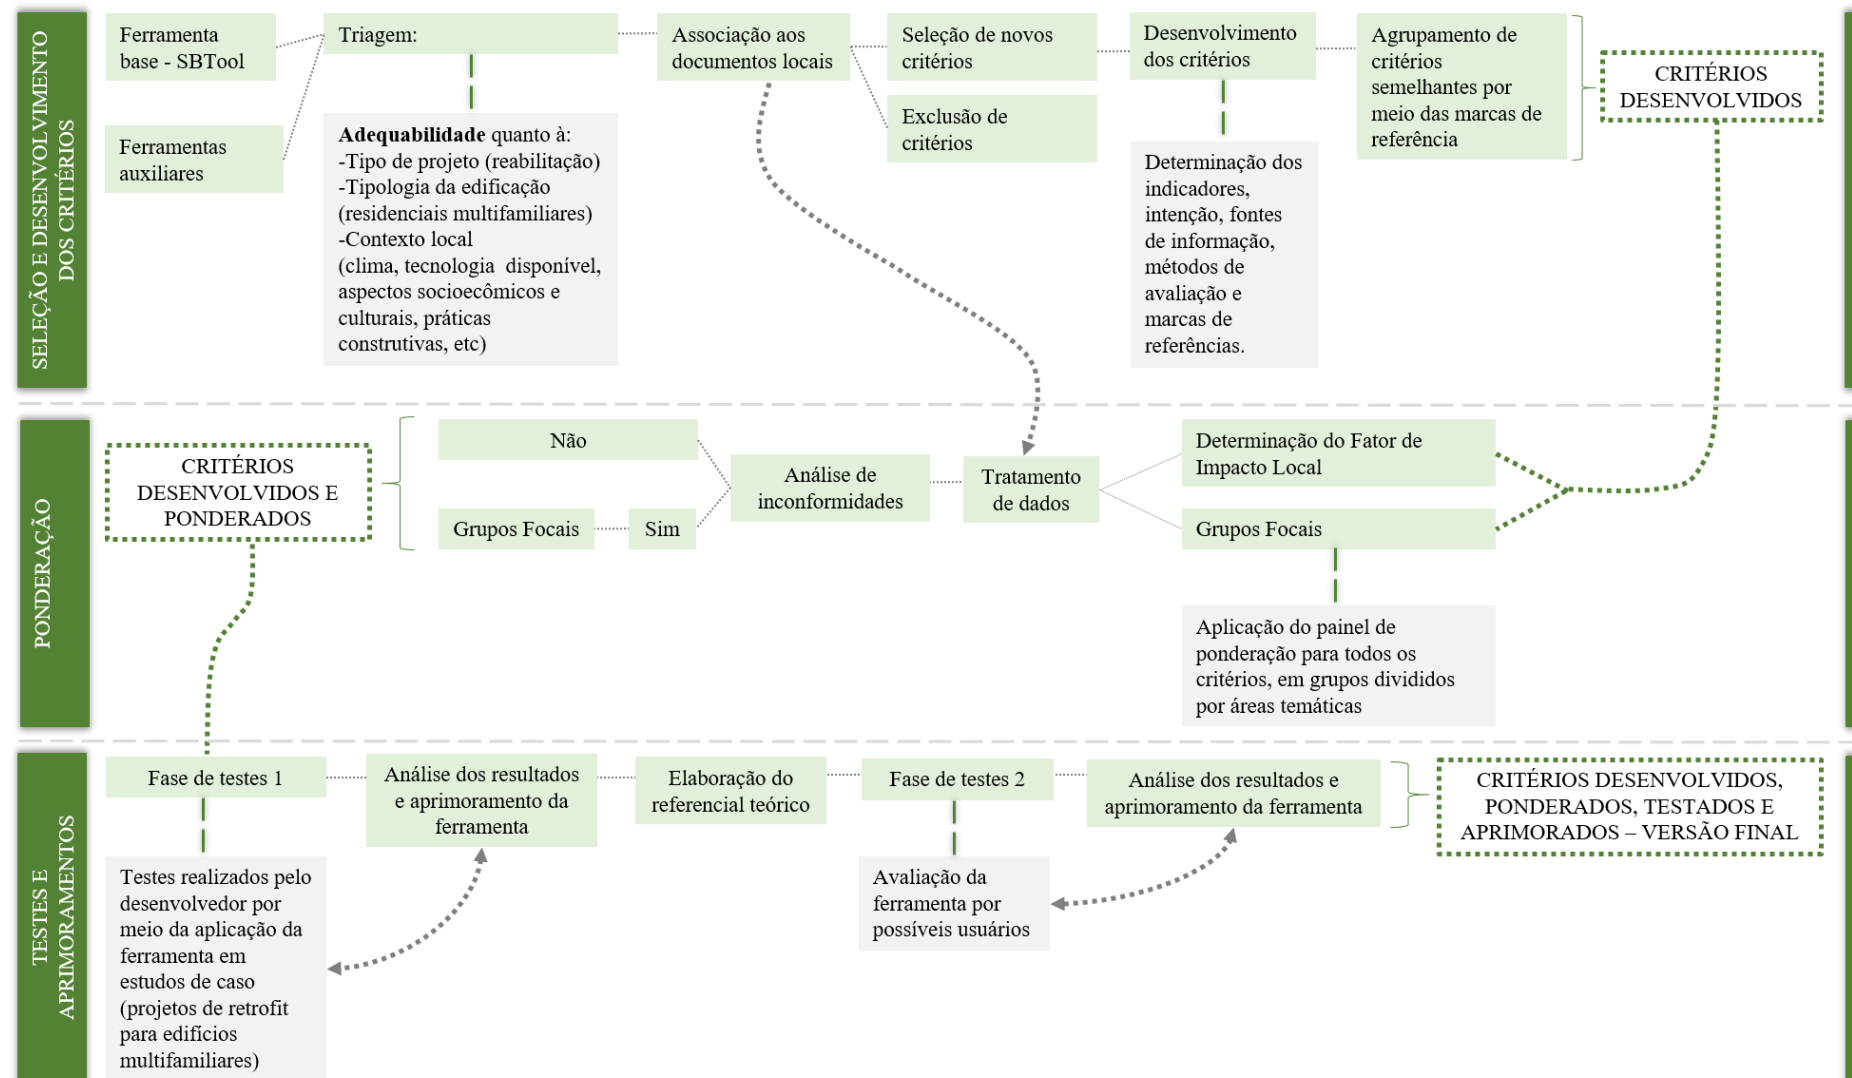 SELEÇÃO E DESENVOLVIMENTO
DOS CRITÉRIOS
Ferramenta
base - SBTool
Ferramentas
auxiliares
Triagem:
Adequabilidade quanto à:
-Tipo de projeto (reabilitação)
-Tipologia da edificação
(residenciais multifamiliares)
-Contexto local
(clima, tecnologia disponível,
aspectos socioecômicos e
culturais, práticas
construtivas, etc)
Associação aos
documentos locais
Seleção de novos
critérios
Exclusão de
critérios
Desenvolvimento
dos critérios
Determinação dos
indicadores,
intenção, fontes
de informação,
métodos de
avaliação e
marcas de
referências.
Agrupamento de
critérios
semelhantes por
meio das marcas de
referência
CRITÉRIOS
DESENVOLVIDOS
PONDERAÇÃO
CRITÉRIOS
DESENVOLVIDOS E
PONDERADOS
Não
Grupos Focais
Sim
Análise de
inconformidades
Tratamento
de dados
Determinação do Fator de
Impacto Local
Grupos Focais
Aplicação do painel de
ponderação para todos os
critérios, em grupos divididos
por áreas temáticas
TESTES E
APRIMORAMENTOS
Fase de testes 1
Testes realizados pelo
desenvolvedor por
meio da aplicação da
ferramenta em
estudos de caso
(projetos de retrofit
para edifícios
multifamiliares)
Análise dos resultados
e aprimoramento da
ferramenta
Elaboração do
referencial teórico
Fase de testes 2
Avaliação da
ferramenta por
possíveis usuários
Análise dos resultados e
aprimoramento da ferramenta
CRITÉRIOS DESENVOLVIDOS,
PONDERADOS, TESTADOS E
APRIMORADOS – VERSÃO FINAL